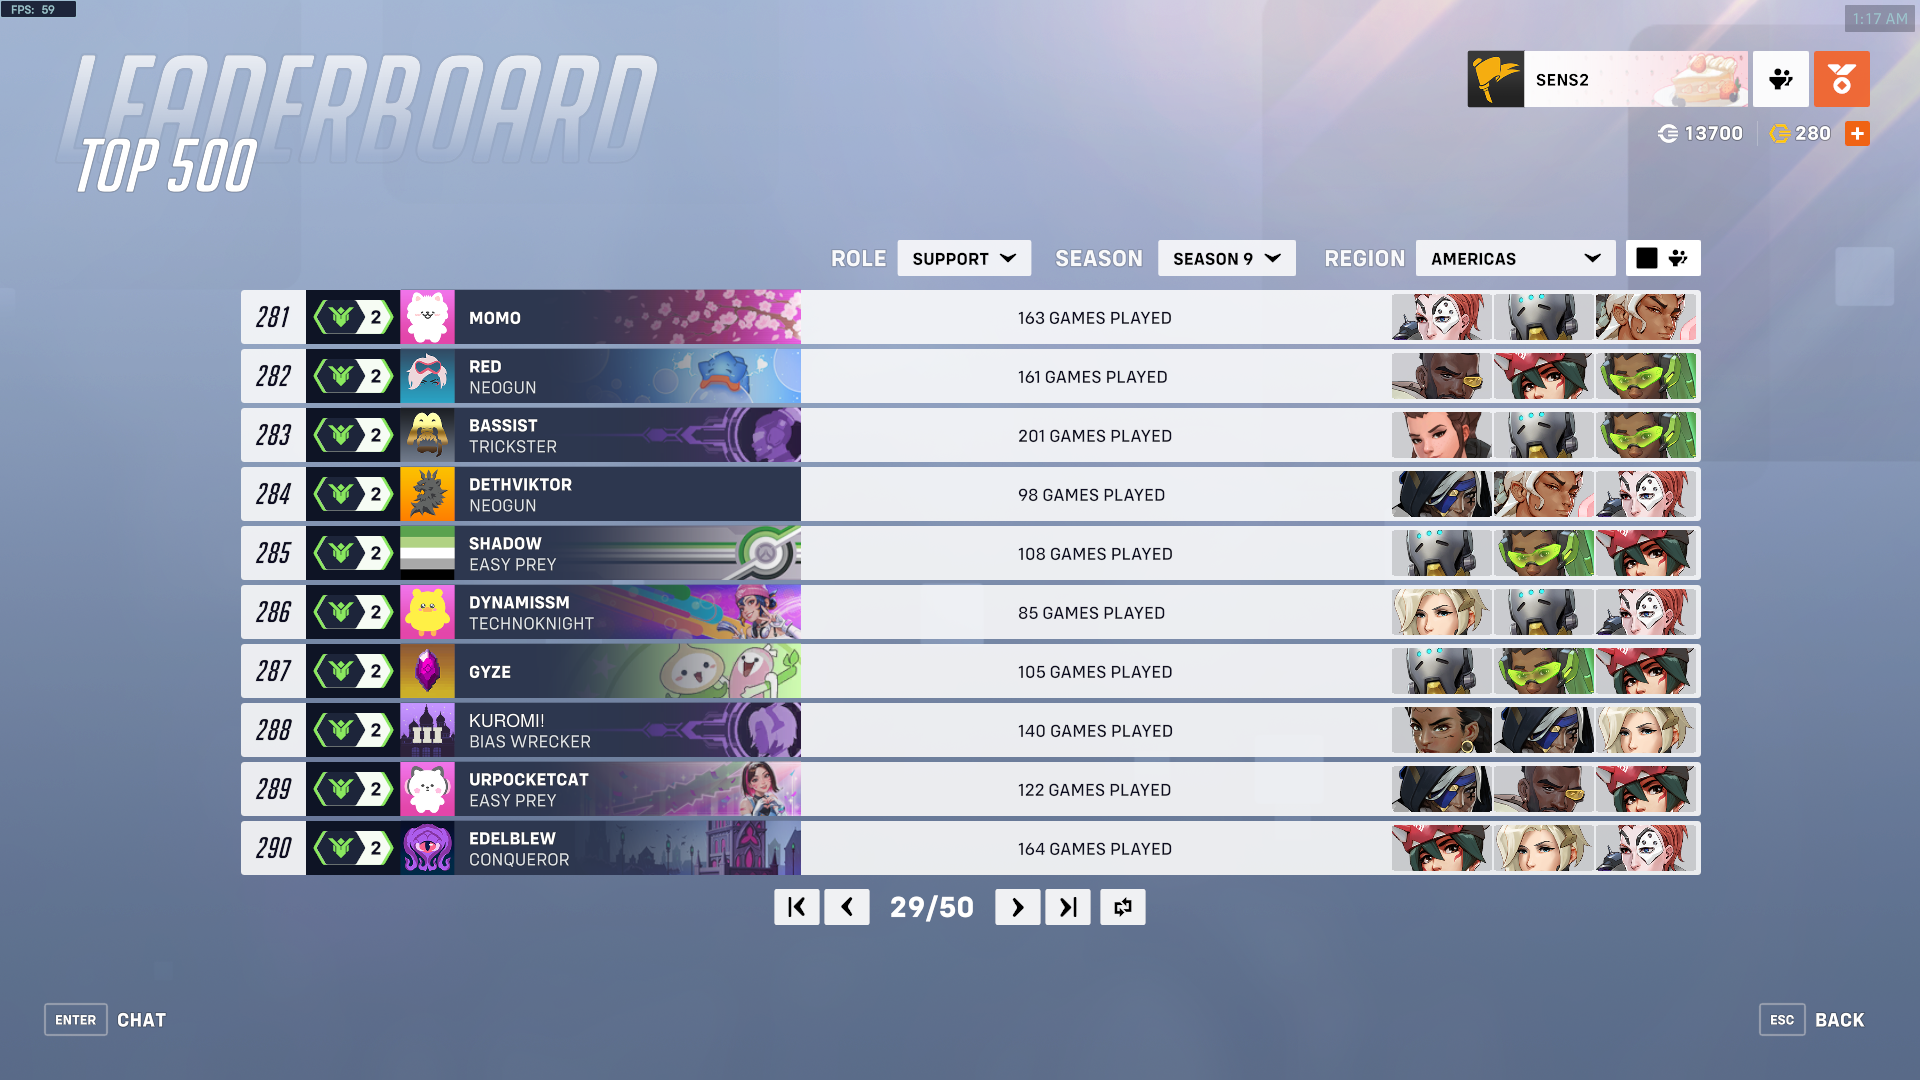 FPS: 59
1:17 AM
LEADERBOARD
TOP 500
SENS2
13700 280
ROLE SUPPORT SEASON SEASON 9 REGION AMERICAS
281 2 MOMO 163 GAMES PLAYED
282 2 RED 161 GAMES PLAYED
NEOGUN
283 2 BASSIST 201 GAMES PLAYED
TRICKSTER
284 2 DETHVIKTOR 98 GAMES PLAYED
NEOGUN
285 2 SHADOW 108 GAMES PLAYED
EASY PREY
286 2 DYNAMISSM 85 GAMES PLAYED
TECHNOKNIGHT
287 2 GYZE 105 GAMES PLAYED
288 2 KUROMI! 140 GAMES PLAYED
BIAS WRECKER
289 2 URPOCKETCAT 122 GAMES PLAYED
EASY PREY
290 2 EDELBLEW 164 GAMES PLAYED
CONQUEROR
29/50
ENTER CHAT
ESC BACK